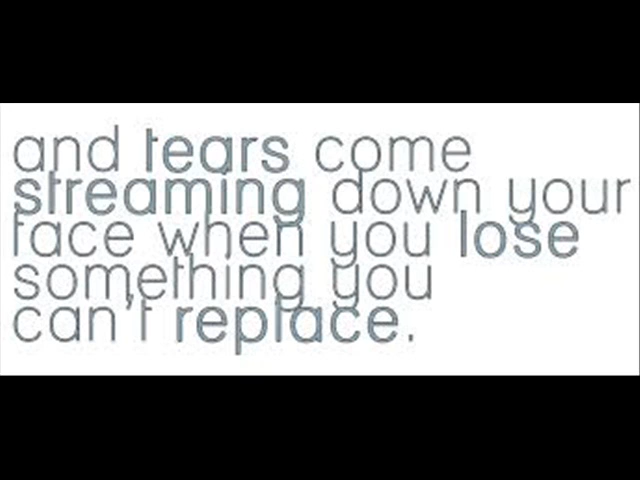 and tears come
streaming down your
face when you lose
something you
can't replace.